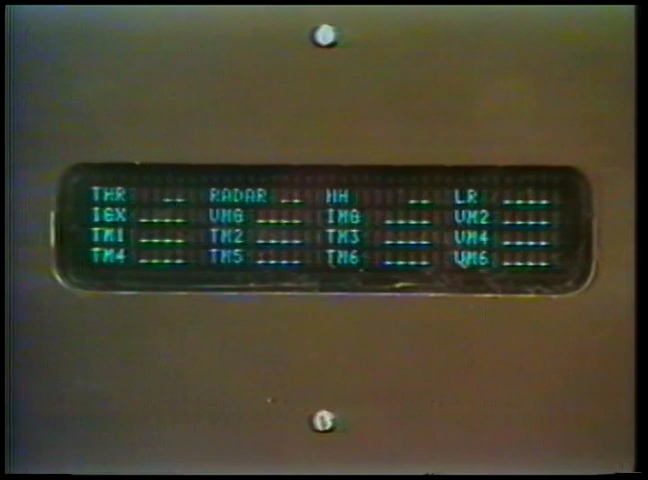 THR __ RADAR __ NH __ LR ____
IGX ____ VMG ____ IMG ____ VM2 ____
TM1 ____ TM2 ____ TM3 ____ VM4 ____
TM4 ____ TM5 ____ TM6 ____ VM6 ____